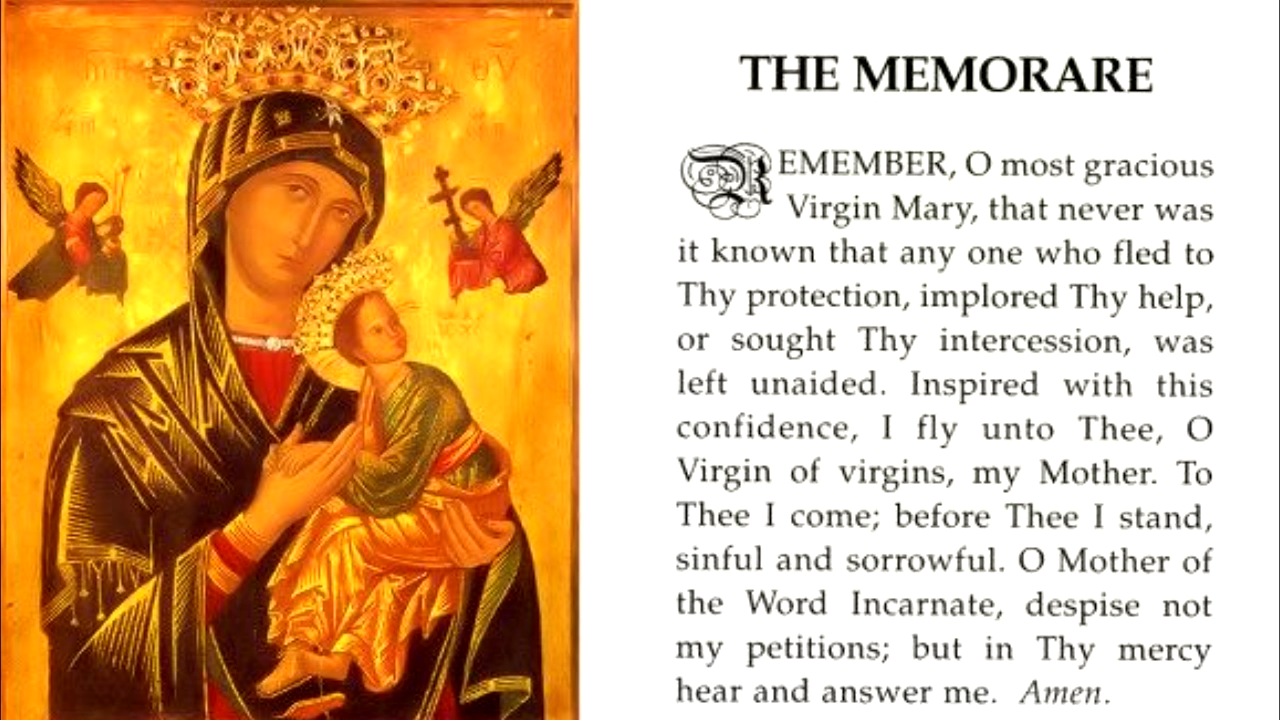 THE MEMORARE
REMEMBER, O most gracious
Virgin Mary, that never was
it known that any one who fled to
Thy protection, implored Thy help,
or sought Thy intercession, was
left unaided. Inspired with this
confidence, I fly unto Thee, O
Virgin of virgins, my Mother. To
Thee I come; before Thee I stand,
sinful and sorrowful. O Mother of
the Word Incarnate, despise not
my petitions; but in Thy mercy
hear and answer me. Amen.